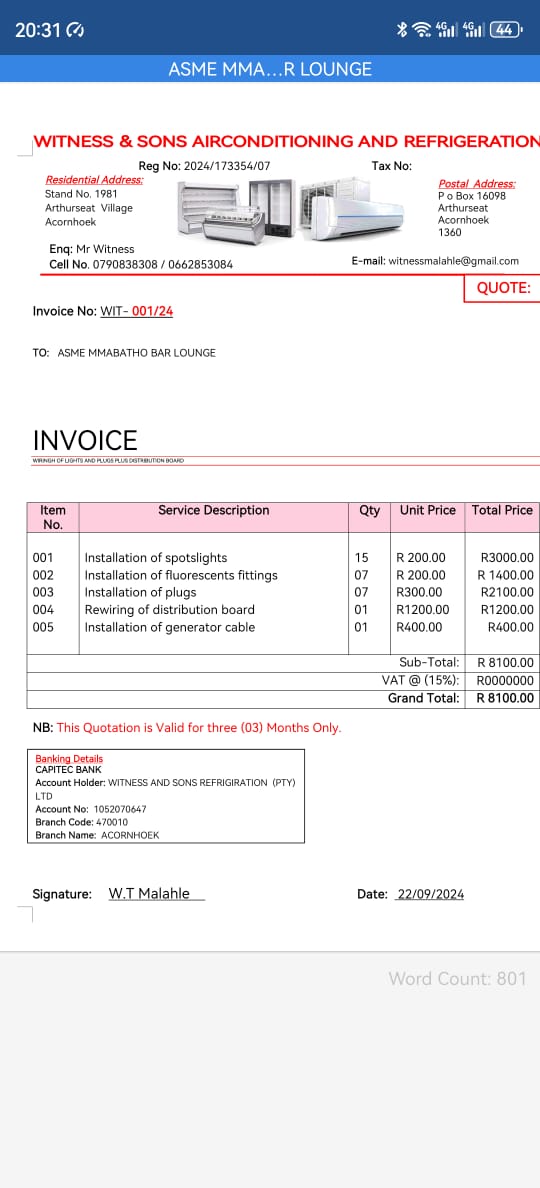 20:31
4G 4G 44
ASME MMA...R LOUNGE
WITNESS & SONS AIRCONDITIONING AND REFRIGERATION
Reg No: 2024/173354/07 Tax No:
Residential Address:
Stand No. 1981
Arthurseat Village
Acornhoek
Postal Address:
P o Box 16098
Arthurseat
Acornhoek
1360
Enq: Mr Witness
Cell No. 0790838308 / 0662853084
E-mail: witnessmalahle@gmail.com
QUOTE:
Invoice No: WIT- 001/24
TO: ASME MMABATHO BAR LOUNGE
INVOICE
WIRINGH OF LIGHTS AND PLUGS PLUS DISTRIBUTION BOARD
Item No. Service Description Qty Unit Price Total Price
001 Installation of spotslights 15 R 200.00 R3000.00
002 Installation of fluorescents fittings 07 R 200.00 R 1400.00
003 Installation of plugs 07 R300.00 R2100.00
004 Rewiring of distribution board 01 R1200.00 R1200.00
005 Installation of generator cable 01 R400.00 R400.00
Sub-Total: R 8100.00
VAT @ (15%): R0000000
Grand Total: R 8100.00
NB: This Quotation is Valid for three (03) Months Only.
Banking Details
CAPITEC BANK
Account Holder: WITNESS AND SONS REFRIGIRATION (PTY)
LTD
Account No: 1052070647
Branch Code: 470010
Branch Name: ACORNHOEK
Signature: W.T Malahle Date: 22/09/2024
Word Count: 801